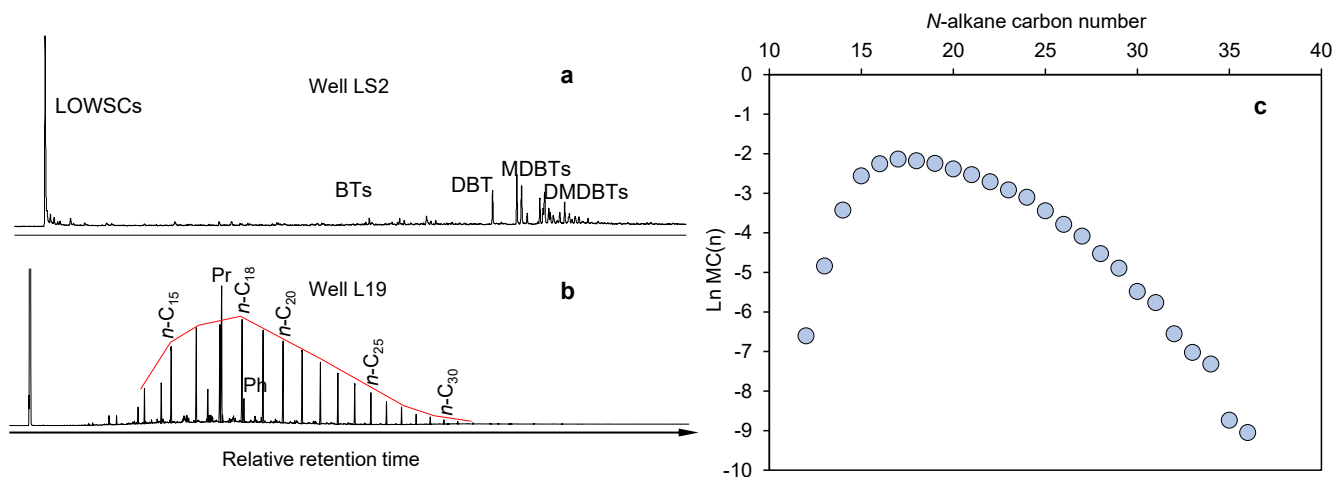 a
Well LS2
LOWSCs
BTs
DBT
MDBTs
DMDBTs
b
Well L19
Pr
n-C15
n-C18
n-C20
Ph
n-C25
n-C30
Relative retention time
N-alkane carbon number
10 15 20 25 30 35 40
c
Ln MC(n)
0
-1
-2
-3
-4
-5
-6
-7
-8
-9
-10